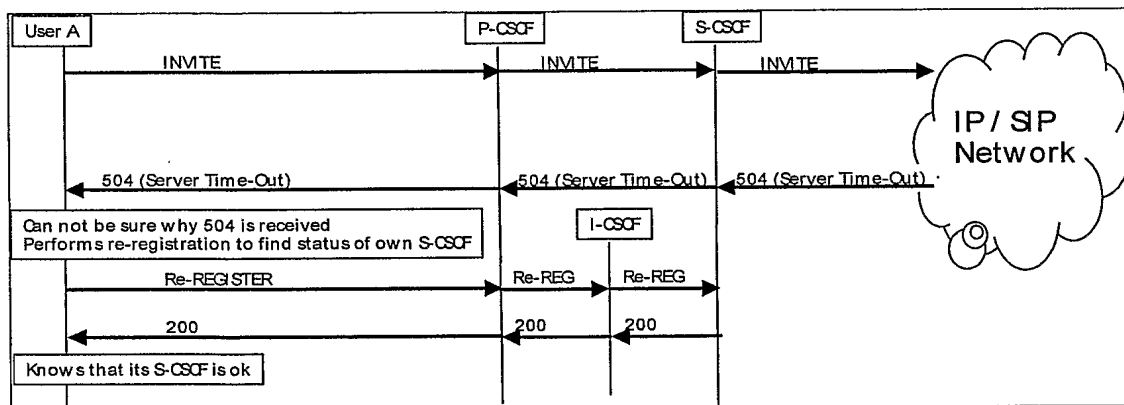 User A
P-CSCF
S-CSCF
INVITE
INVITE
INVITE
IP / SIP
Network
504 (Server Time-Out)
504 (Server Time-Out)
504 (Server Time-Out)
Can not be sure why 504 is received
Performs re-registration to find status of own S-CSCF
I-CSCF
Re-REGISTER
Re-REG
Re-REG
200
200
200
Knows that its S-CSCF is ok